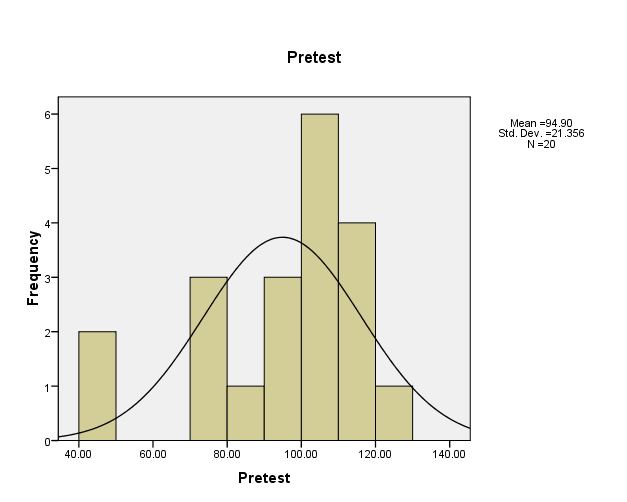 Pretest
Mean =94.90
Std. Dev. =21.356
N =20
6
5
4
3
2
1
0
Frequency
40.00 60.00 80.00 100.00 120.00 140.00
Pretest